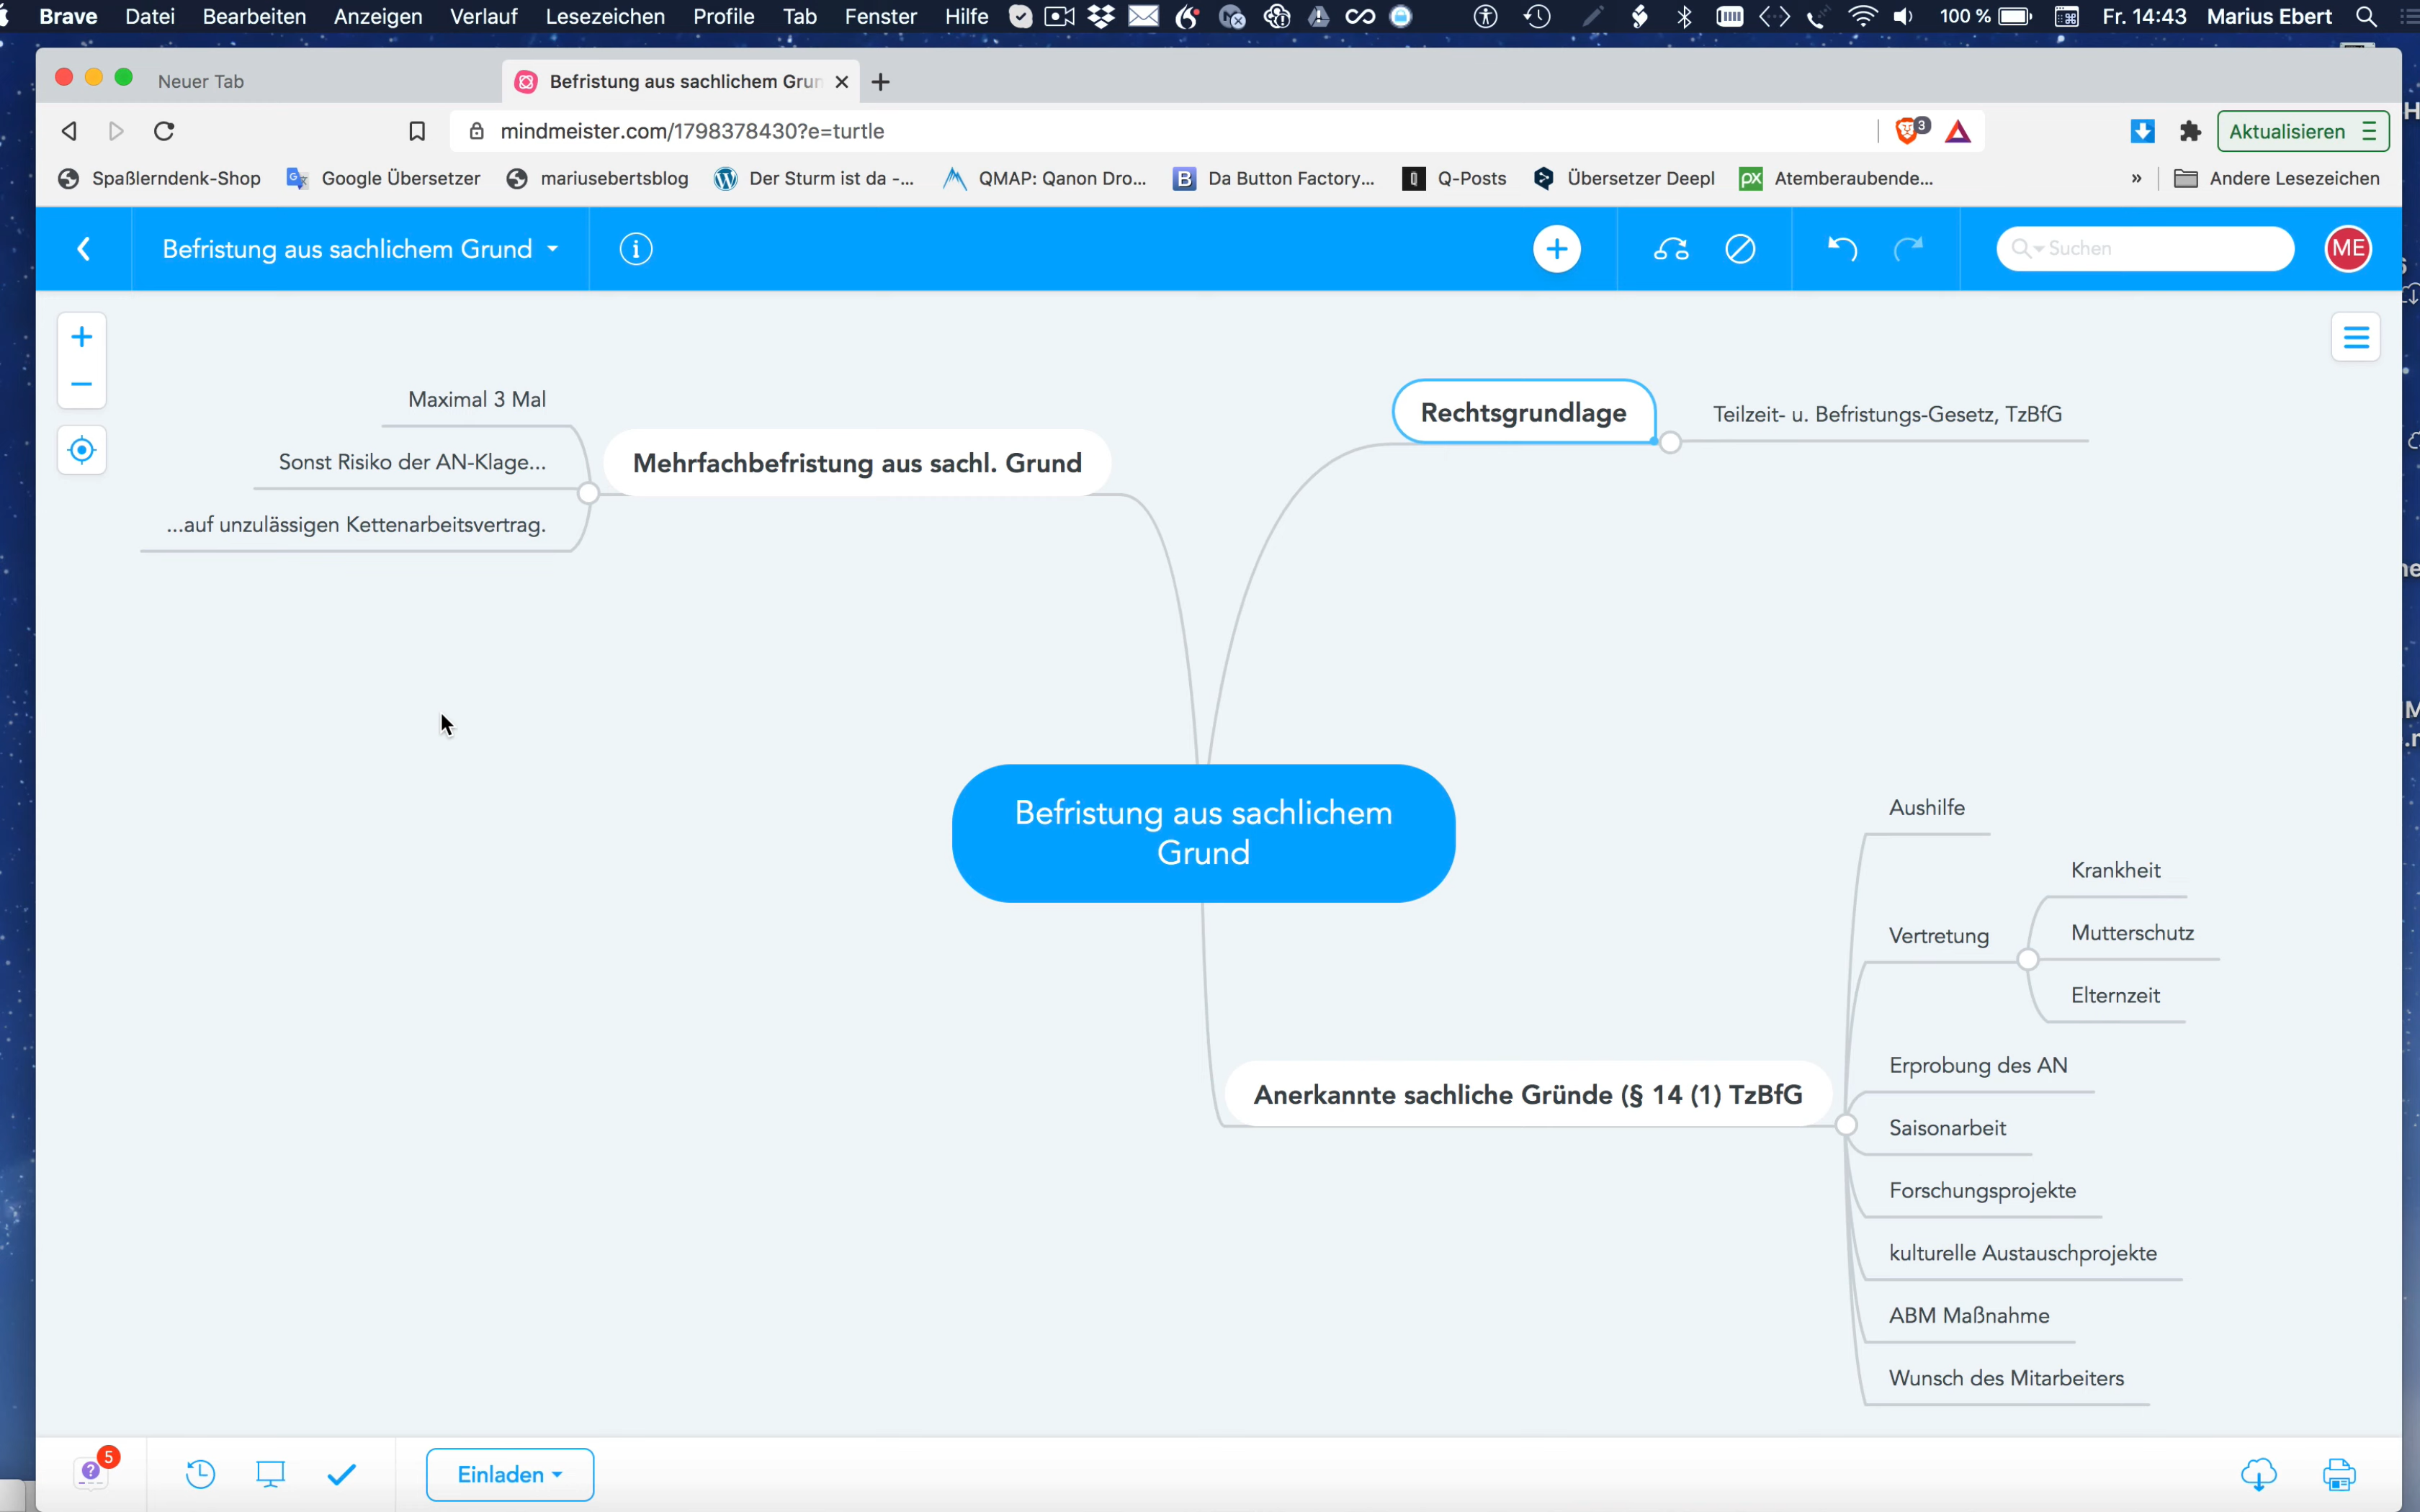 Brave Datei Bearbeiten Anzeigen Verlauf Lesezeichen Profile Tab Fenster Hilfe 100 % Fr. 14:43 Marius Ebert
Neuer Tab Befristung aus sachlichem Grun
mindmeister.com/1798378430?e=turtle 3 Aktualisieren
Spaßlerndenk-Shop Google Übersetzer mariusebertsblog Der Sturm ist da -... QMAP: Qanon Dro... B Da Button Factory... Q Q-Posts Übersetzer Deepl px Atemberaubende... » Andere Lesezeichen
Befristung aus sachlichem Grund Suchen ME
Maximal 3 Mal
Sonst Risiko der AN-Klage...
...auf unzulässigen Kettenarbeitsvertrag.
Mehrfachbefristung aus sachl. Grund
Rechtsgrundlage
Teilzeit- u. Befristungs-Gesetz, TzBfG
Befristung aus sachlichem
Grund
Anerkannte sachliche Gründe (§ 14 (1) TzBfG
Aushilfe
Vertretung
Krankheit
Mutterschutz
Elternzeit
Erprobung des AN
Saisonarbeit
Forschungsprojekte
kulturelle Austauschprojekte
ABM Maßnahme
Wunsch des Mitarbeiters
5
Einladen